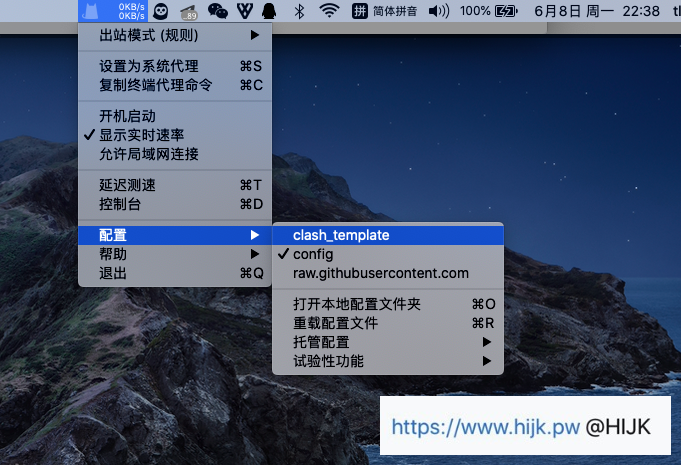 0KB/s
0KB/s
.89
拼 简体拼音
100%
6月8日 周一 22:38
出站模式 (规则)
设置为系统代理 ⌘S
复制终端代理命令 ⌘C
开机启动
✓显示实时速率
允许局域网连接
延迟测速 ⌘T
控制台 ⌘D
配置
帮助
退出 ⌘Q
clash_template
✓config
raw.githubusercontent.com
打开本地配置文件夹 ⌘O
重载配置文件 ⌘R
托管配置
试验性功能
https://www.hijk.pw @HIJK